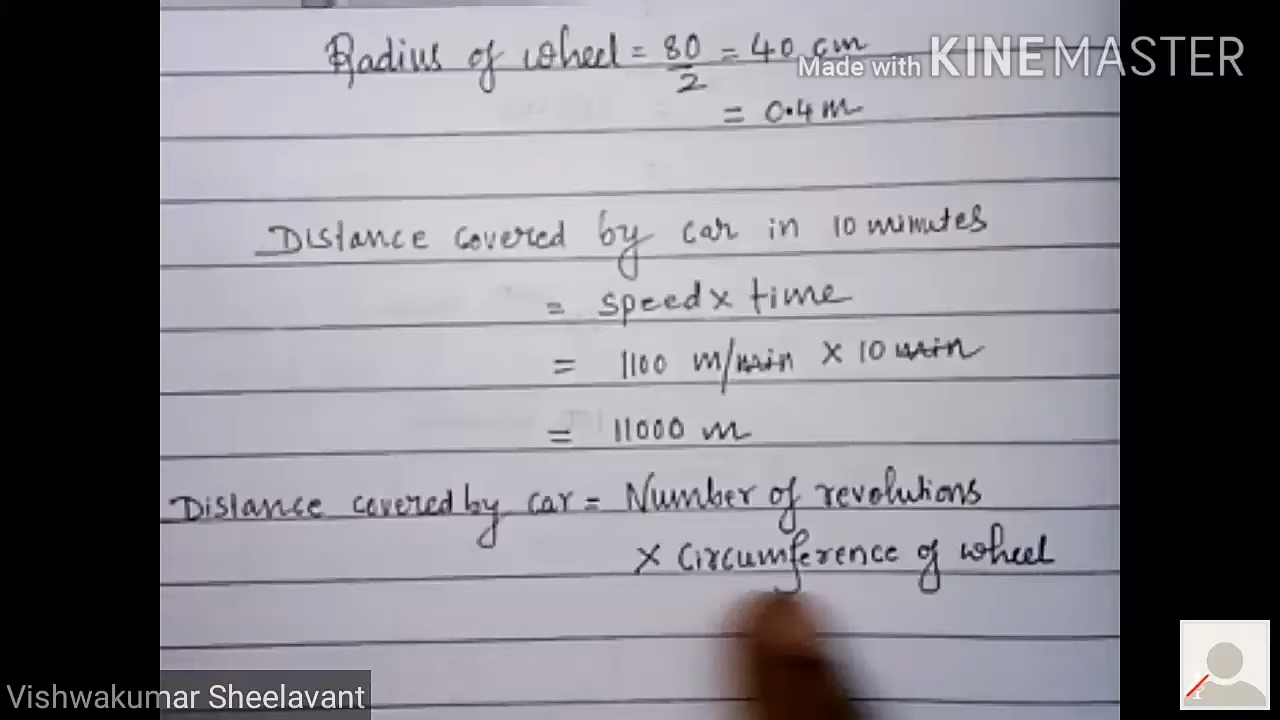 Radius of wheel = 80/2 = 40 cm
Made with KINEMASTER
= 0.4 m
Distance covered by car in 10 minutes
= speed x time
= 1100 m/min x 10 min
= 11000 m
Distance covered by car = Number of revolutions
x circumference of wheel
Vishwakumar Sheelavant